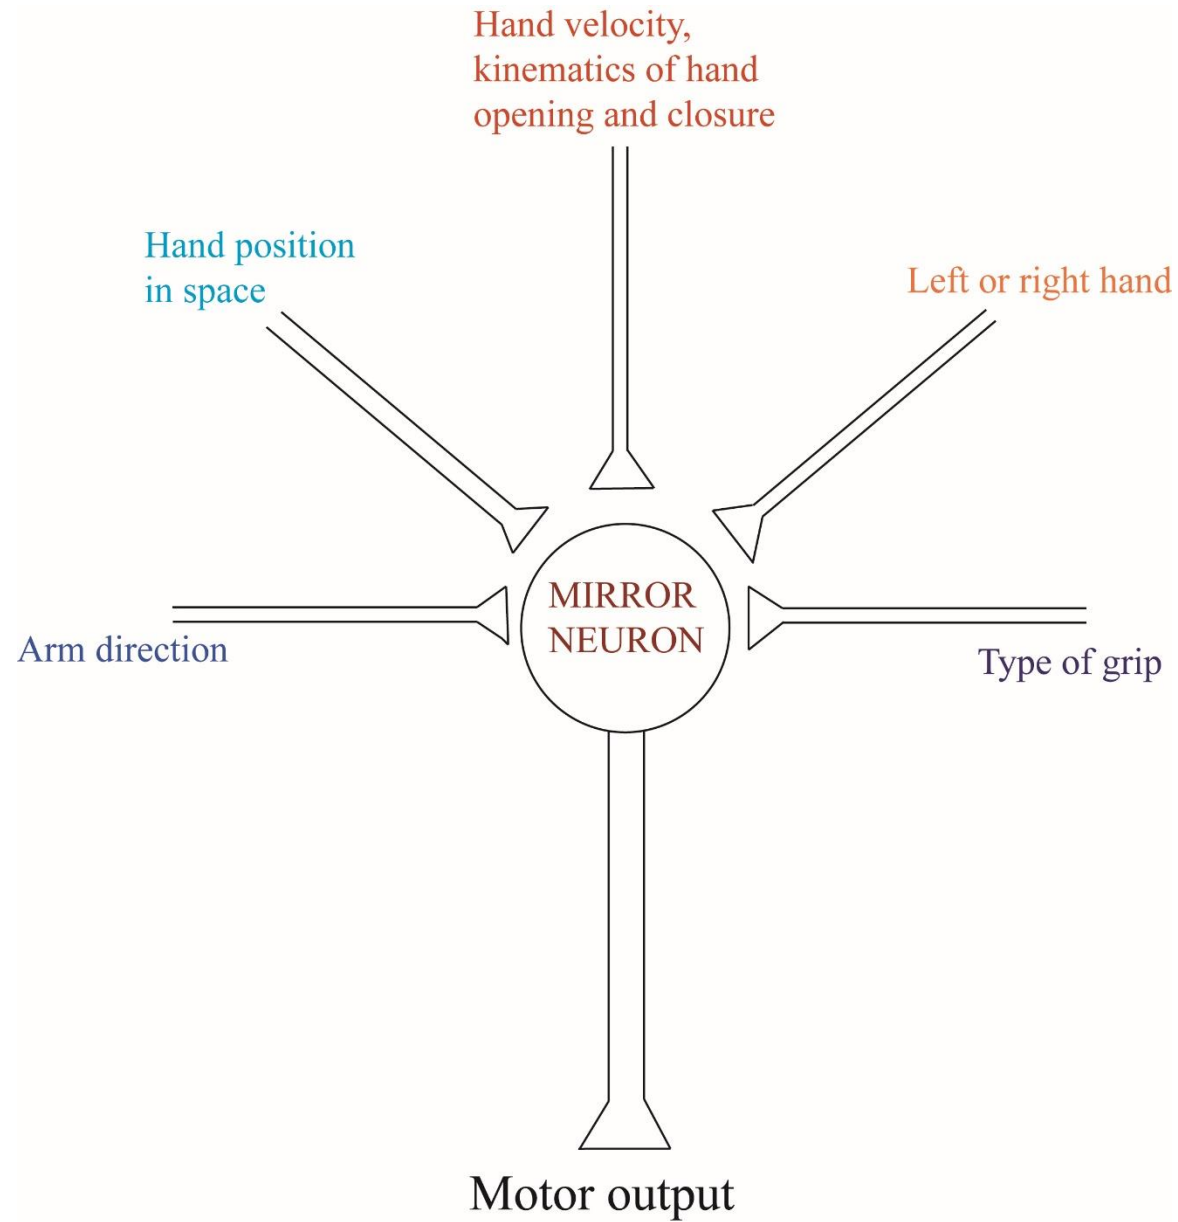 Hand velocity,
kinematics of hand
opening and closure
Hand position
in space
Left or right hand
MIRROR
NEURON
Arm direction
Type of grip
Motor output